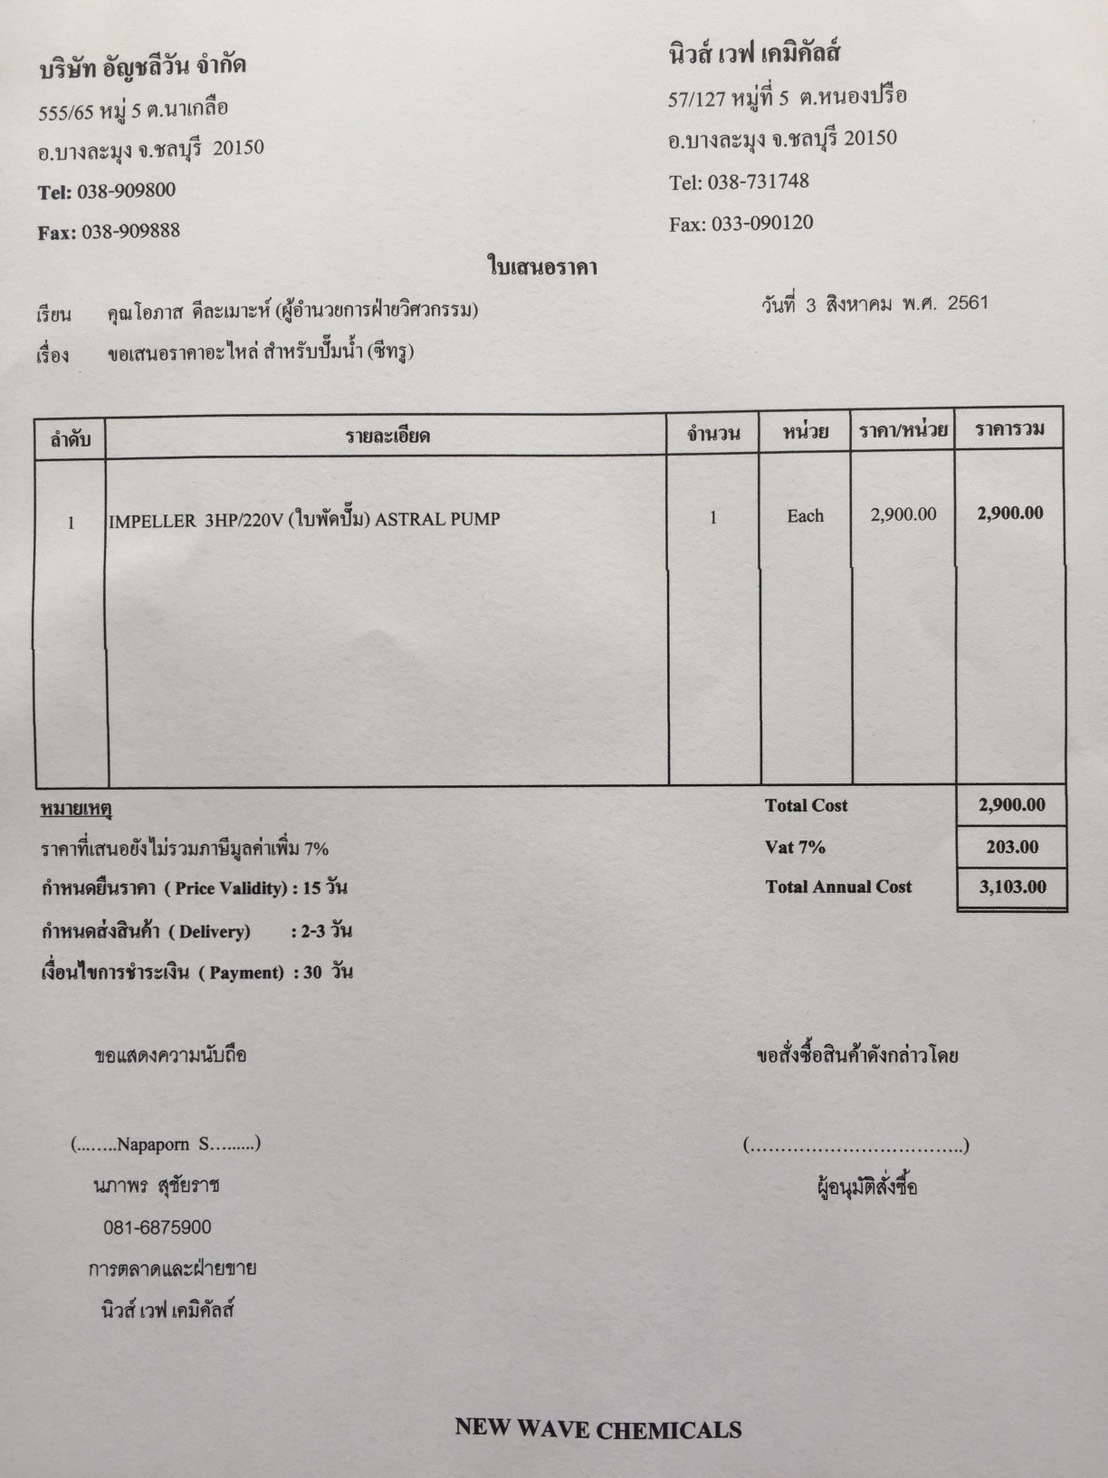 บริษัท อัญชลีวัน จำกัด
555/65 หมู่ 5 ต.นาเกลือ
อ.บางละมุง จ.ชลบุรี 20150
Tel: 038-909800
Fax: 038-909888
นิวส์ เวฟ เคมิคัลส์
57/127 หมู่ที่ 5 ต.หนองปรือ
อ.บางละมุง จ.ชลบุรี 20150
Tel: 038-731748
Fax: 033-090120
ใบเสนอราคา
เรียน คุณโอภาส ดีละเมาะห์ (ผู้อำนวยการฝ่ายวิศวกรรม) วันที่ 3 สิงหาคม พ.ศ. 2561
เรื่อง ขอเสนอราคาอะไหล่ สำหรับปั๊มน้ำ (ซีทรู)
ลำดับ รายละเอียด จำนวน หน่วย ราคา/หน่วย ราคารวม
1 IMPELLER 3HP/220V (ใบพัดปั๊ม) ASTRAL PUMP 1 Each 2,900.00 2,900.00
หมายเหตุ Total Cost 2,900.00
ราคาที่เสนอยังไม่รวมภาษีมูลค่าเพิ่ม 7% Vat 7% 203.00
กำหนดยืนราคา ( Price Validity) : 15 วัน Total Annual Cost 3,103.00
กำหนดส่งสินค้า ( Delivery) : 2-3 วัน
เงื่อนไขการชำระเงิน ( Payment) : 30 วัน
ขอแสดงความนับถือ ขอสั่งซื้อสินค้าดังกล่าวโดย
(........Napaporn S.........) (...................................)
นภาพร สุชัยราช ผู้อนุมัติสั่งซื้อ
081-6875900
การตลาดและฝ่ายขาย
นิวส์ เวฟ เคมิคัลส์
NEW WAVE CHEMICALS